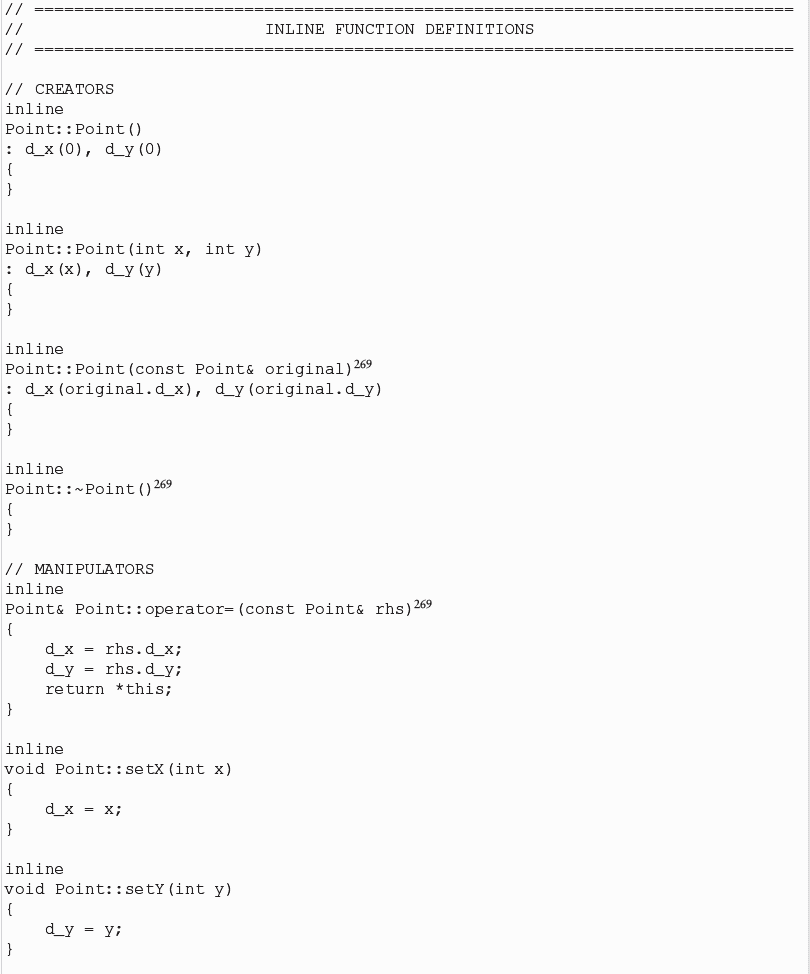 // ============================================================================
//                        INLINE FUNCTION DEFINITIONS
// ============================================================================

// CREATORS
inline
Point::Point()
: d_x(0), d_y(0)
{
}

inline
Point::Point(int x, int y)
: d_x(x), d_y(y)
{
}

inline
Point::Point(const Point& original)269
: d_x(original.d_x), d_y(original.d_y)
{
}

inline
Point::~Point()269
{
}

// MANIPULATORS
inline
Point& Point::operator=(const Point& rhs)269
{
    d_x = rhs.d_x;
    d_y = rhs.d_y;
    return *this;
}

inline
void Point::setX(int x)
{
    d_x = x;
}

inline
void Point::setY(int y)
{
    d_y = y;
}